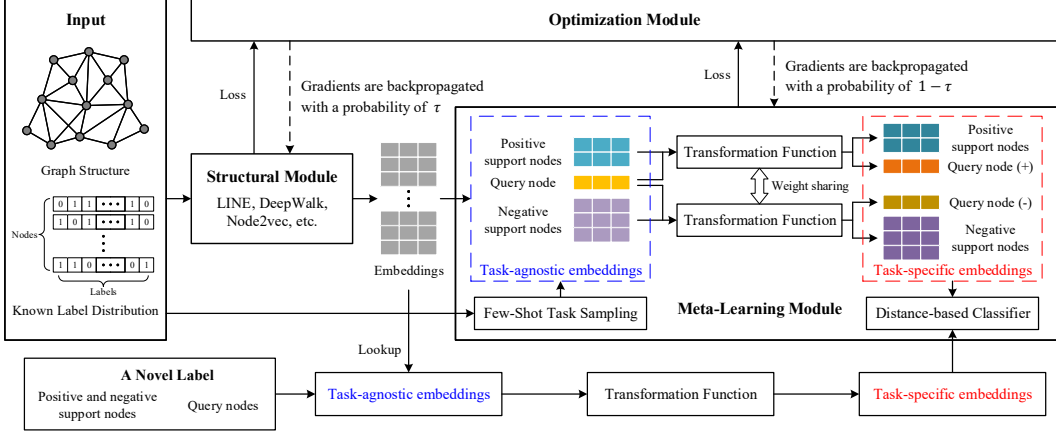 Input
Graph Structure
Nodes
0 1 1 ••• 1 0
1 0 1 ••• 1 0
1 1 0 ••• 0 1
Labels
Known Label Distribution
Optimization Module
Loss
Gradients are backpropagated
with a probability of τ
Loss
Gradients are backpropagated
with a probability of 1 − τ
Structural Module
LINE, DeepWalk,
Node2vec, etc.
Embeddings
Positive
support nodes
Query node
Negative
support nodes
Task-agnostic embeddings
Transformation Function
Weight sharing
Transformation Function
Positive
support nodes
Query node (+)
Query node (-)
Negative
support nodes
Task-specific embeddings
Few-Shot Task Sampling
Meta-Learning Module
Distance-based Classifier
Lookup
A Novel Label
Positive and negative
support nodes
Query nodes
Task-agnostic embeddings
Transformation Function
Task-specific embeddings